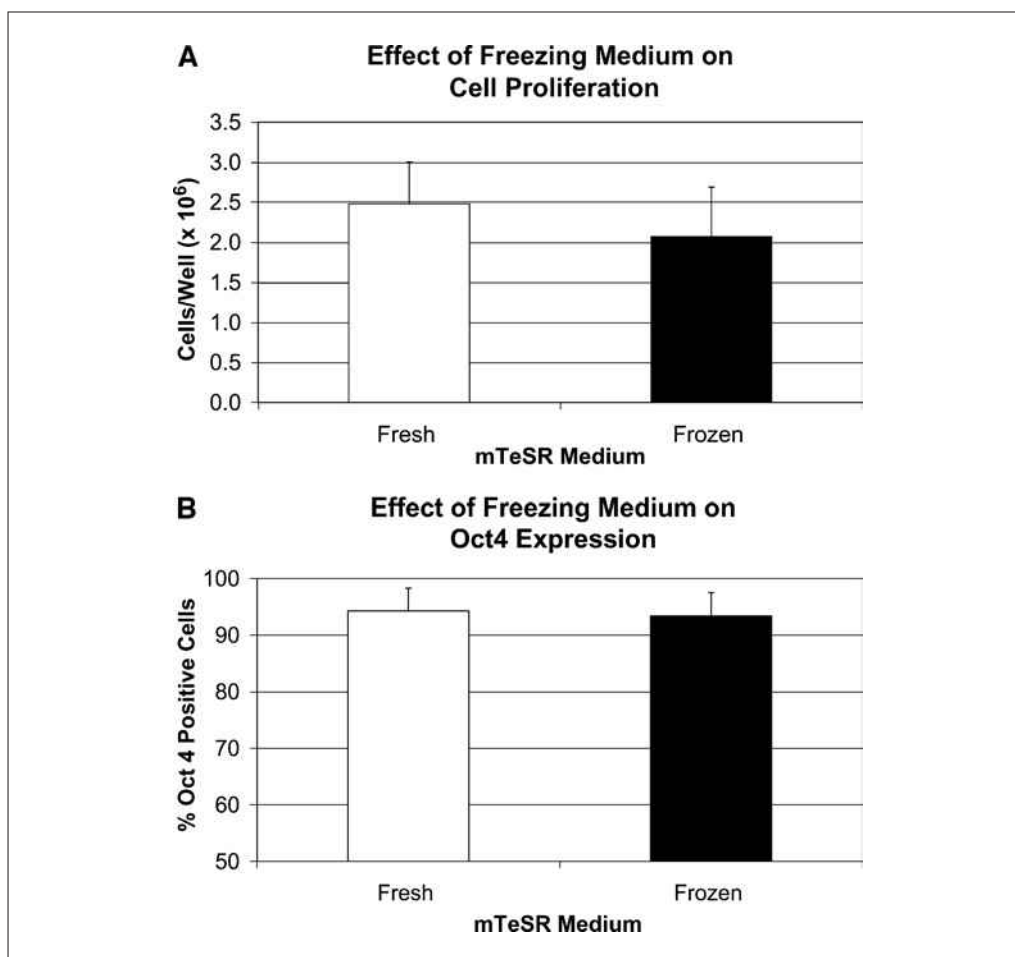 A
Effect of Freezing Medium on
Cell Proliferation
Cells/Well (x 10⁶)
3.5
3.0
2.5
2.0
1.5
1.0
0.5
0.0
Fresh Frozen
mTeSR Medium
B
Effect of Freezing Medium on
Oct4 Expression
% Oct 4 Positive Cells
100
90
80
70
60
50
Fresh Frozen
mTeSR Medium